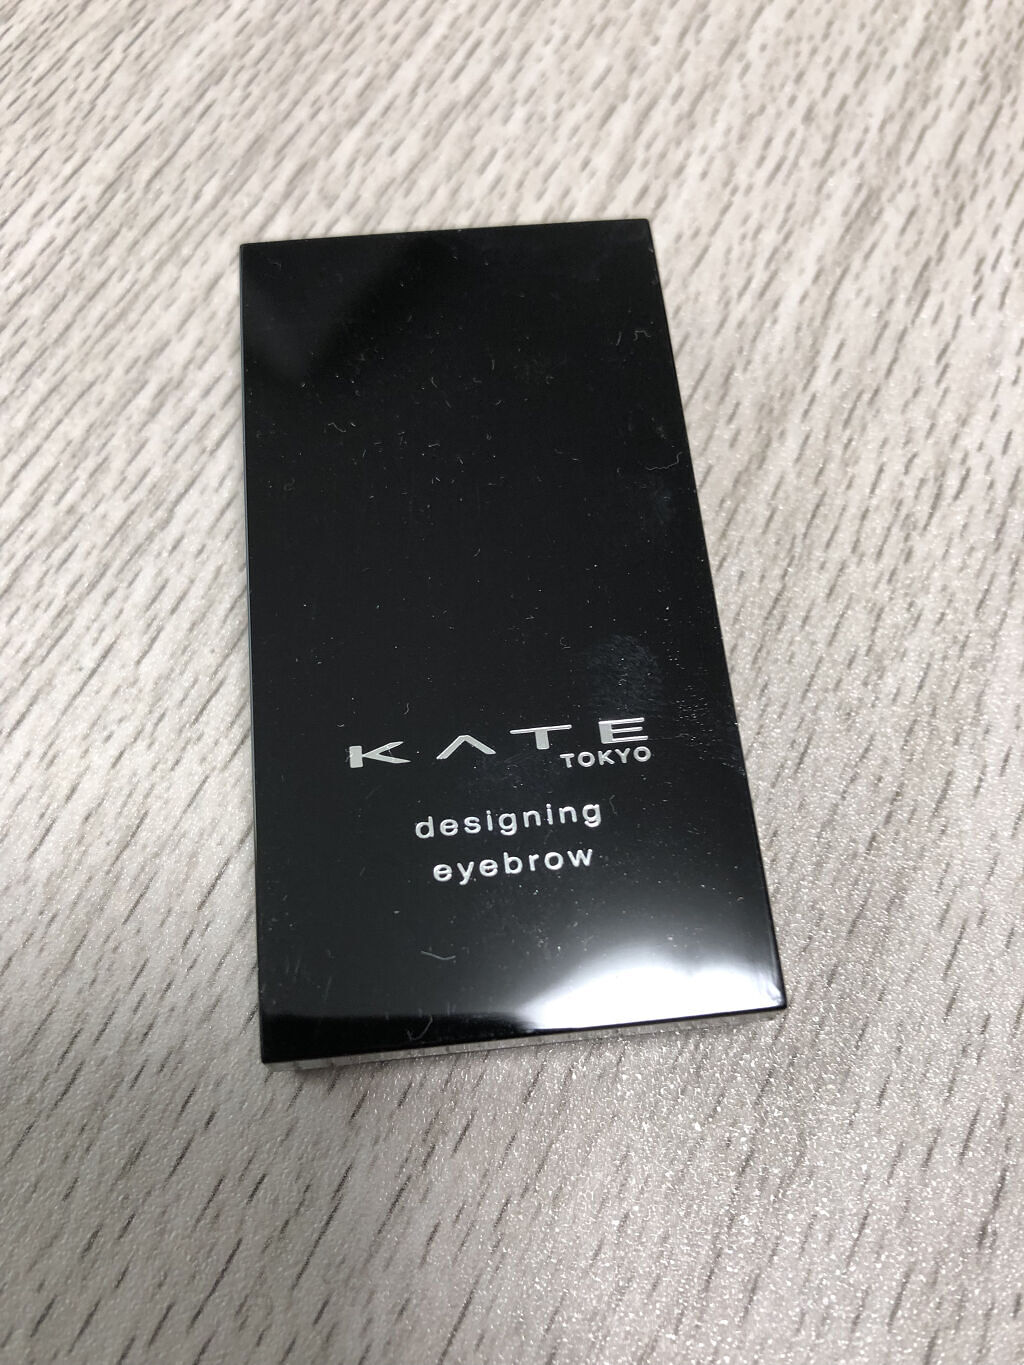 KATE
TOKYO
designing
eyebrow